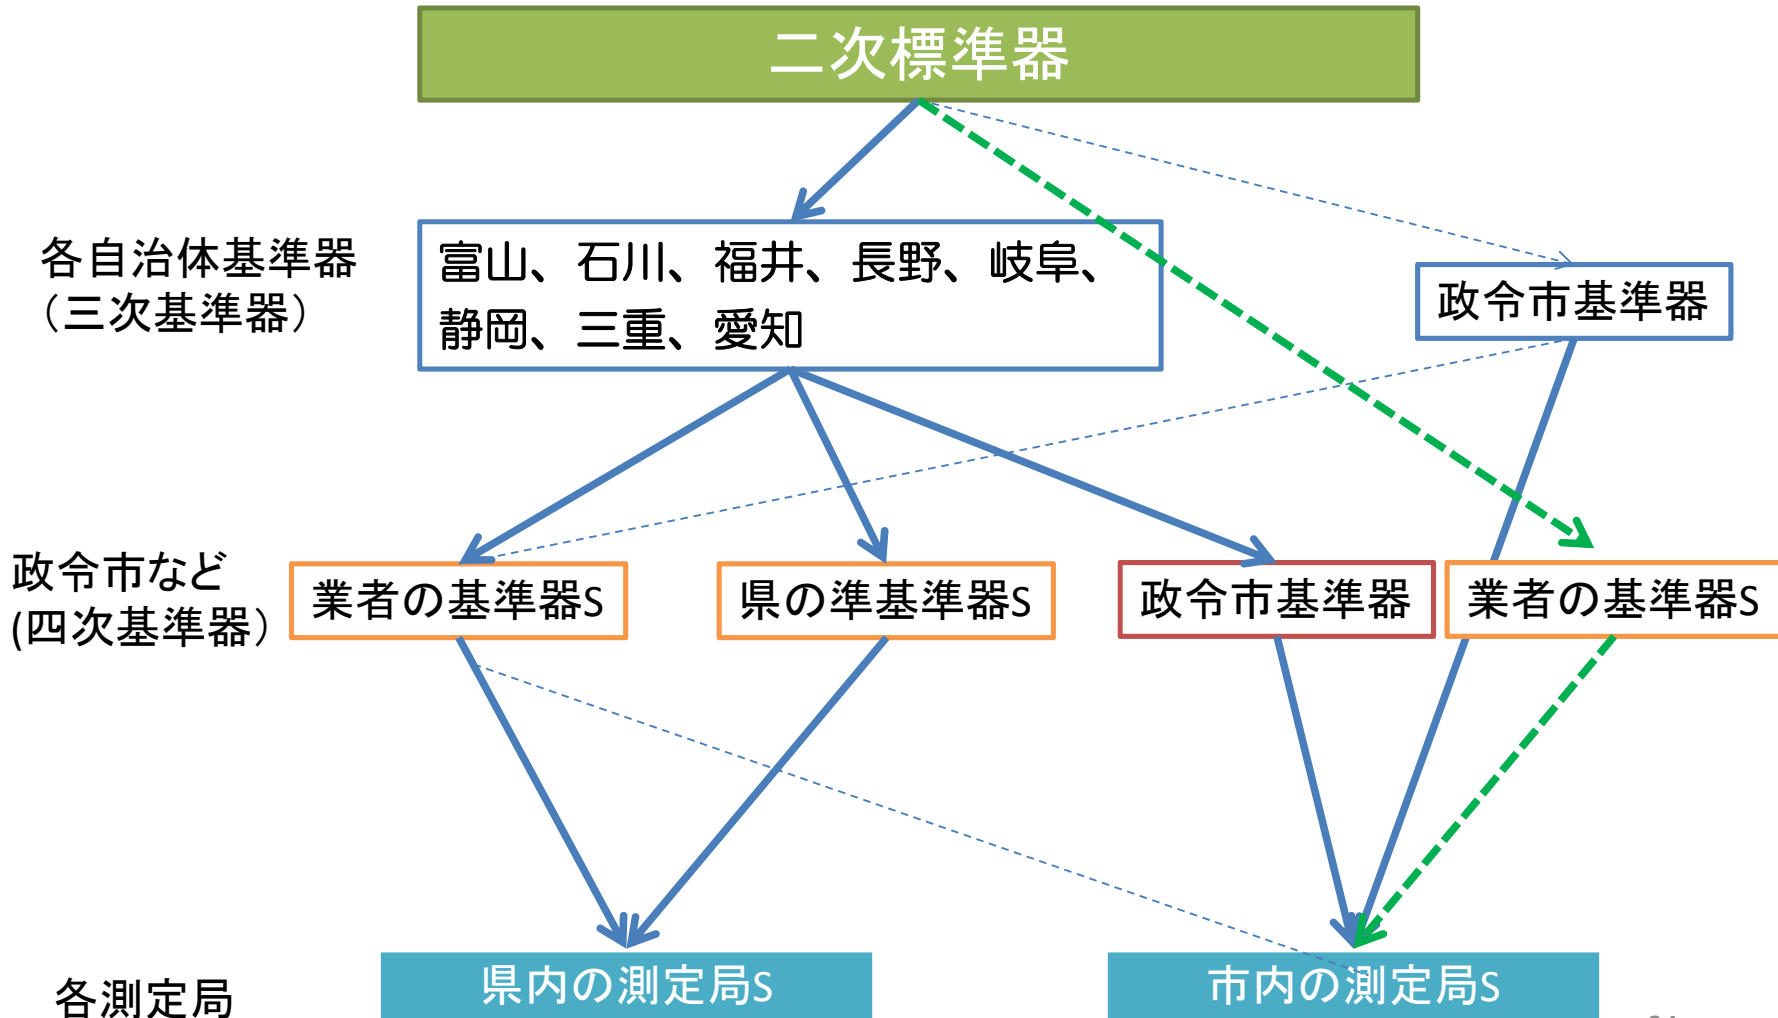 二次標準器
各自治体基準器
（三次基準器）
富山、石川、福井、長野、岐阜、
静岡、三重、愛知
政令市基準器
政令市など
(四次基準器）
業者の基準器S
県の準基準器S
政令市基準器
業者の基準器S
各測定局
県内の測定局S
市内の測定局S